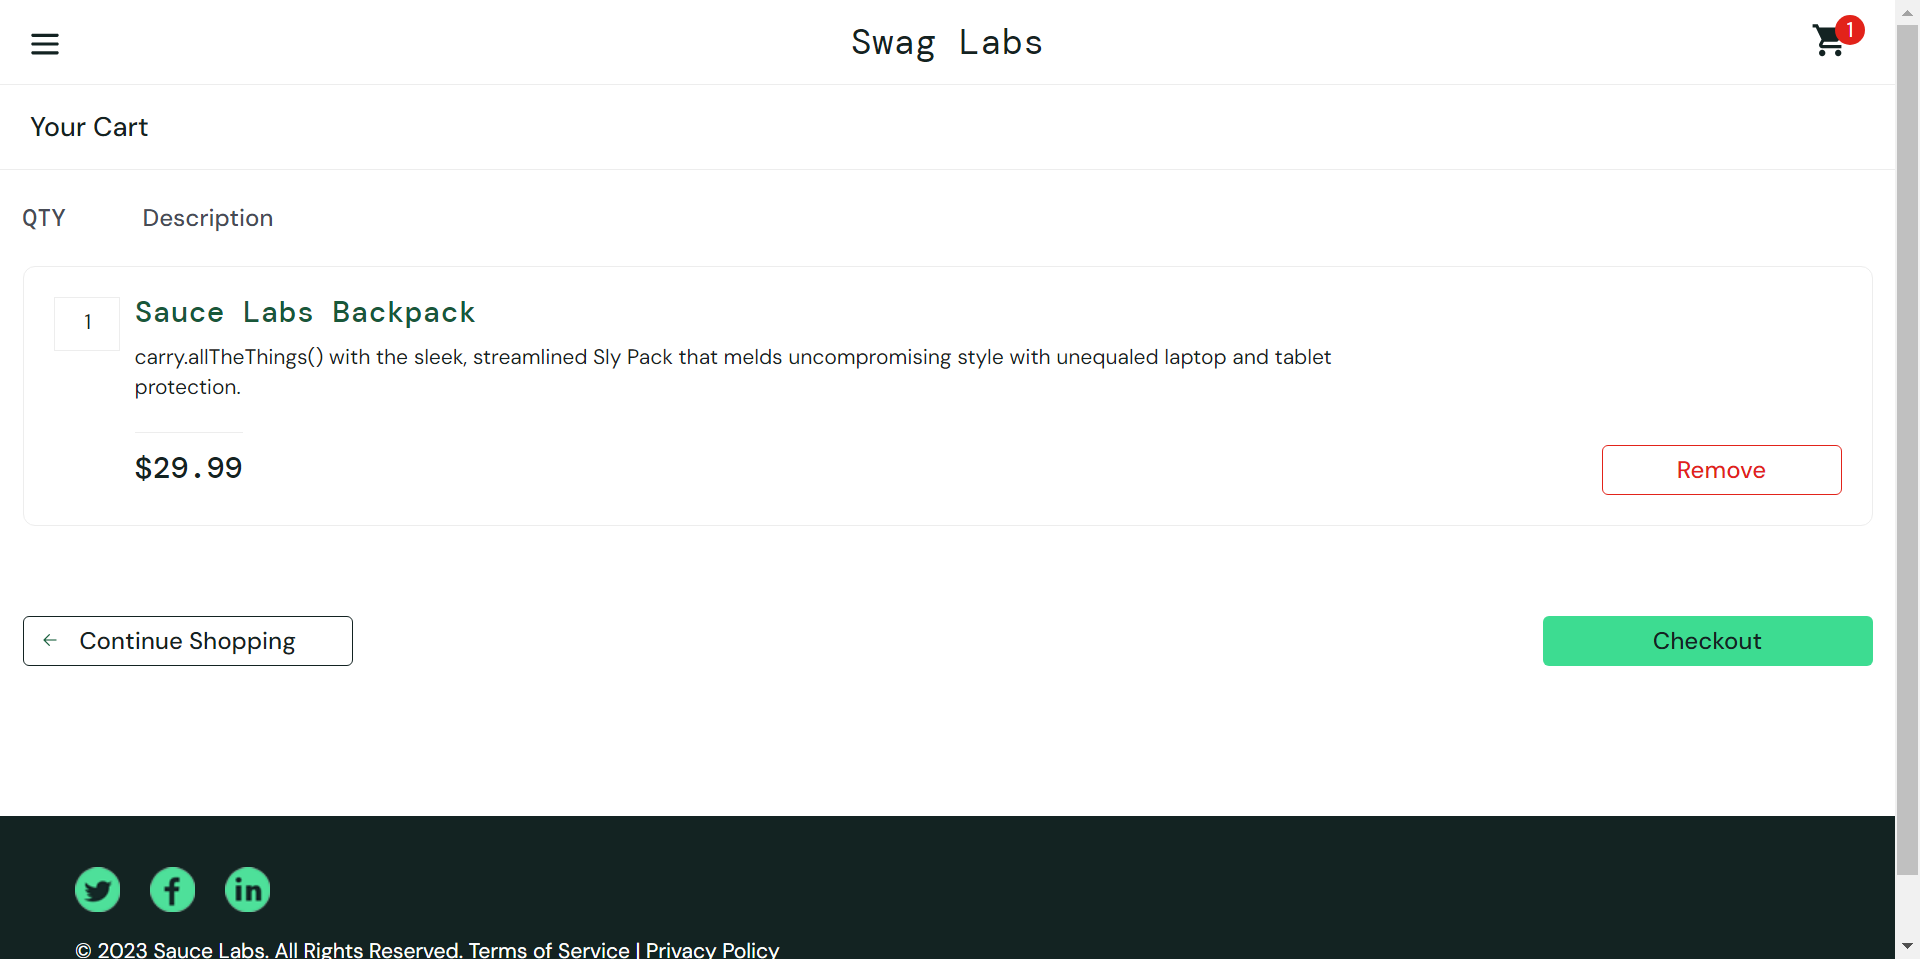 Swag Labs
1
Your Cart
QTY Description
1
Sauce Labs Backpack
carry.allTheThings() with the sleek, streamlined Sly Pack that melds uncompromising style with unequaled laptop and tablet
protection.
$29.99
Remove
Continue Shopping
Checkout
© 2023 Sauce Labs. All Rights Reserved. Terms of Service | Privacy Policy